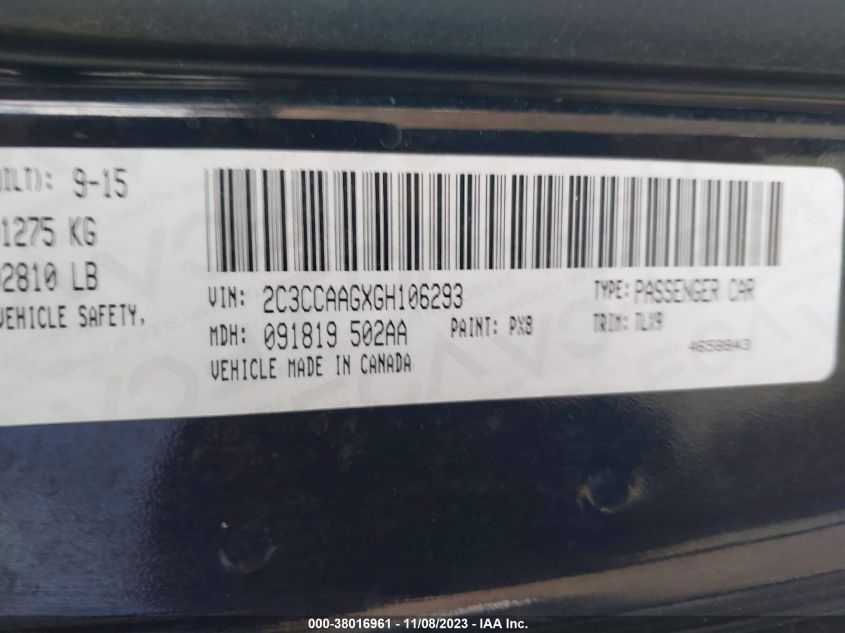 UILT): 9-15
1275 KG
2810 LB
VEHICLE SAFETY,
VIN: 2C3CCAAGXGH106293 TYPE: PASSENGER CAR
MDH: 091819 502AA PAINT: PX8 TRIM: TLX9
VEHICLE MADE IN CANADA 4658843
000-38016961 - 11/08/2023 - IAA Inc.